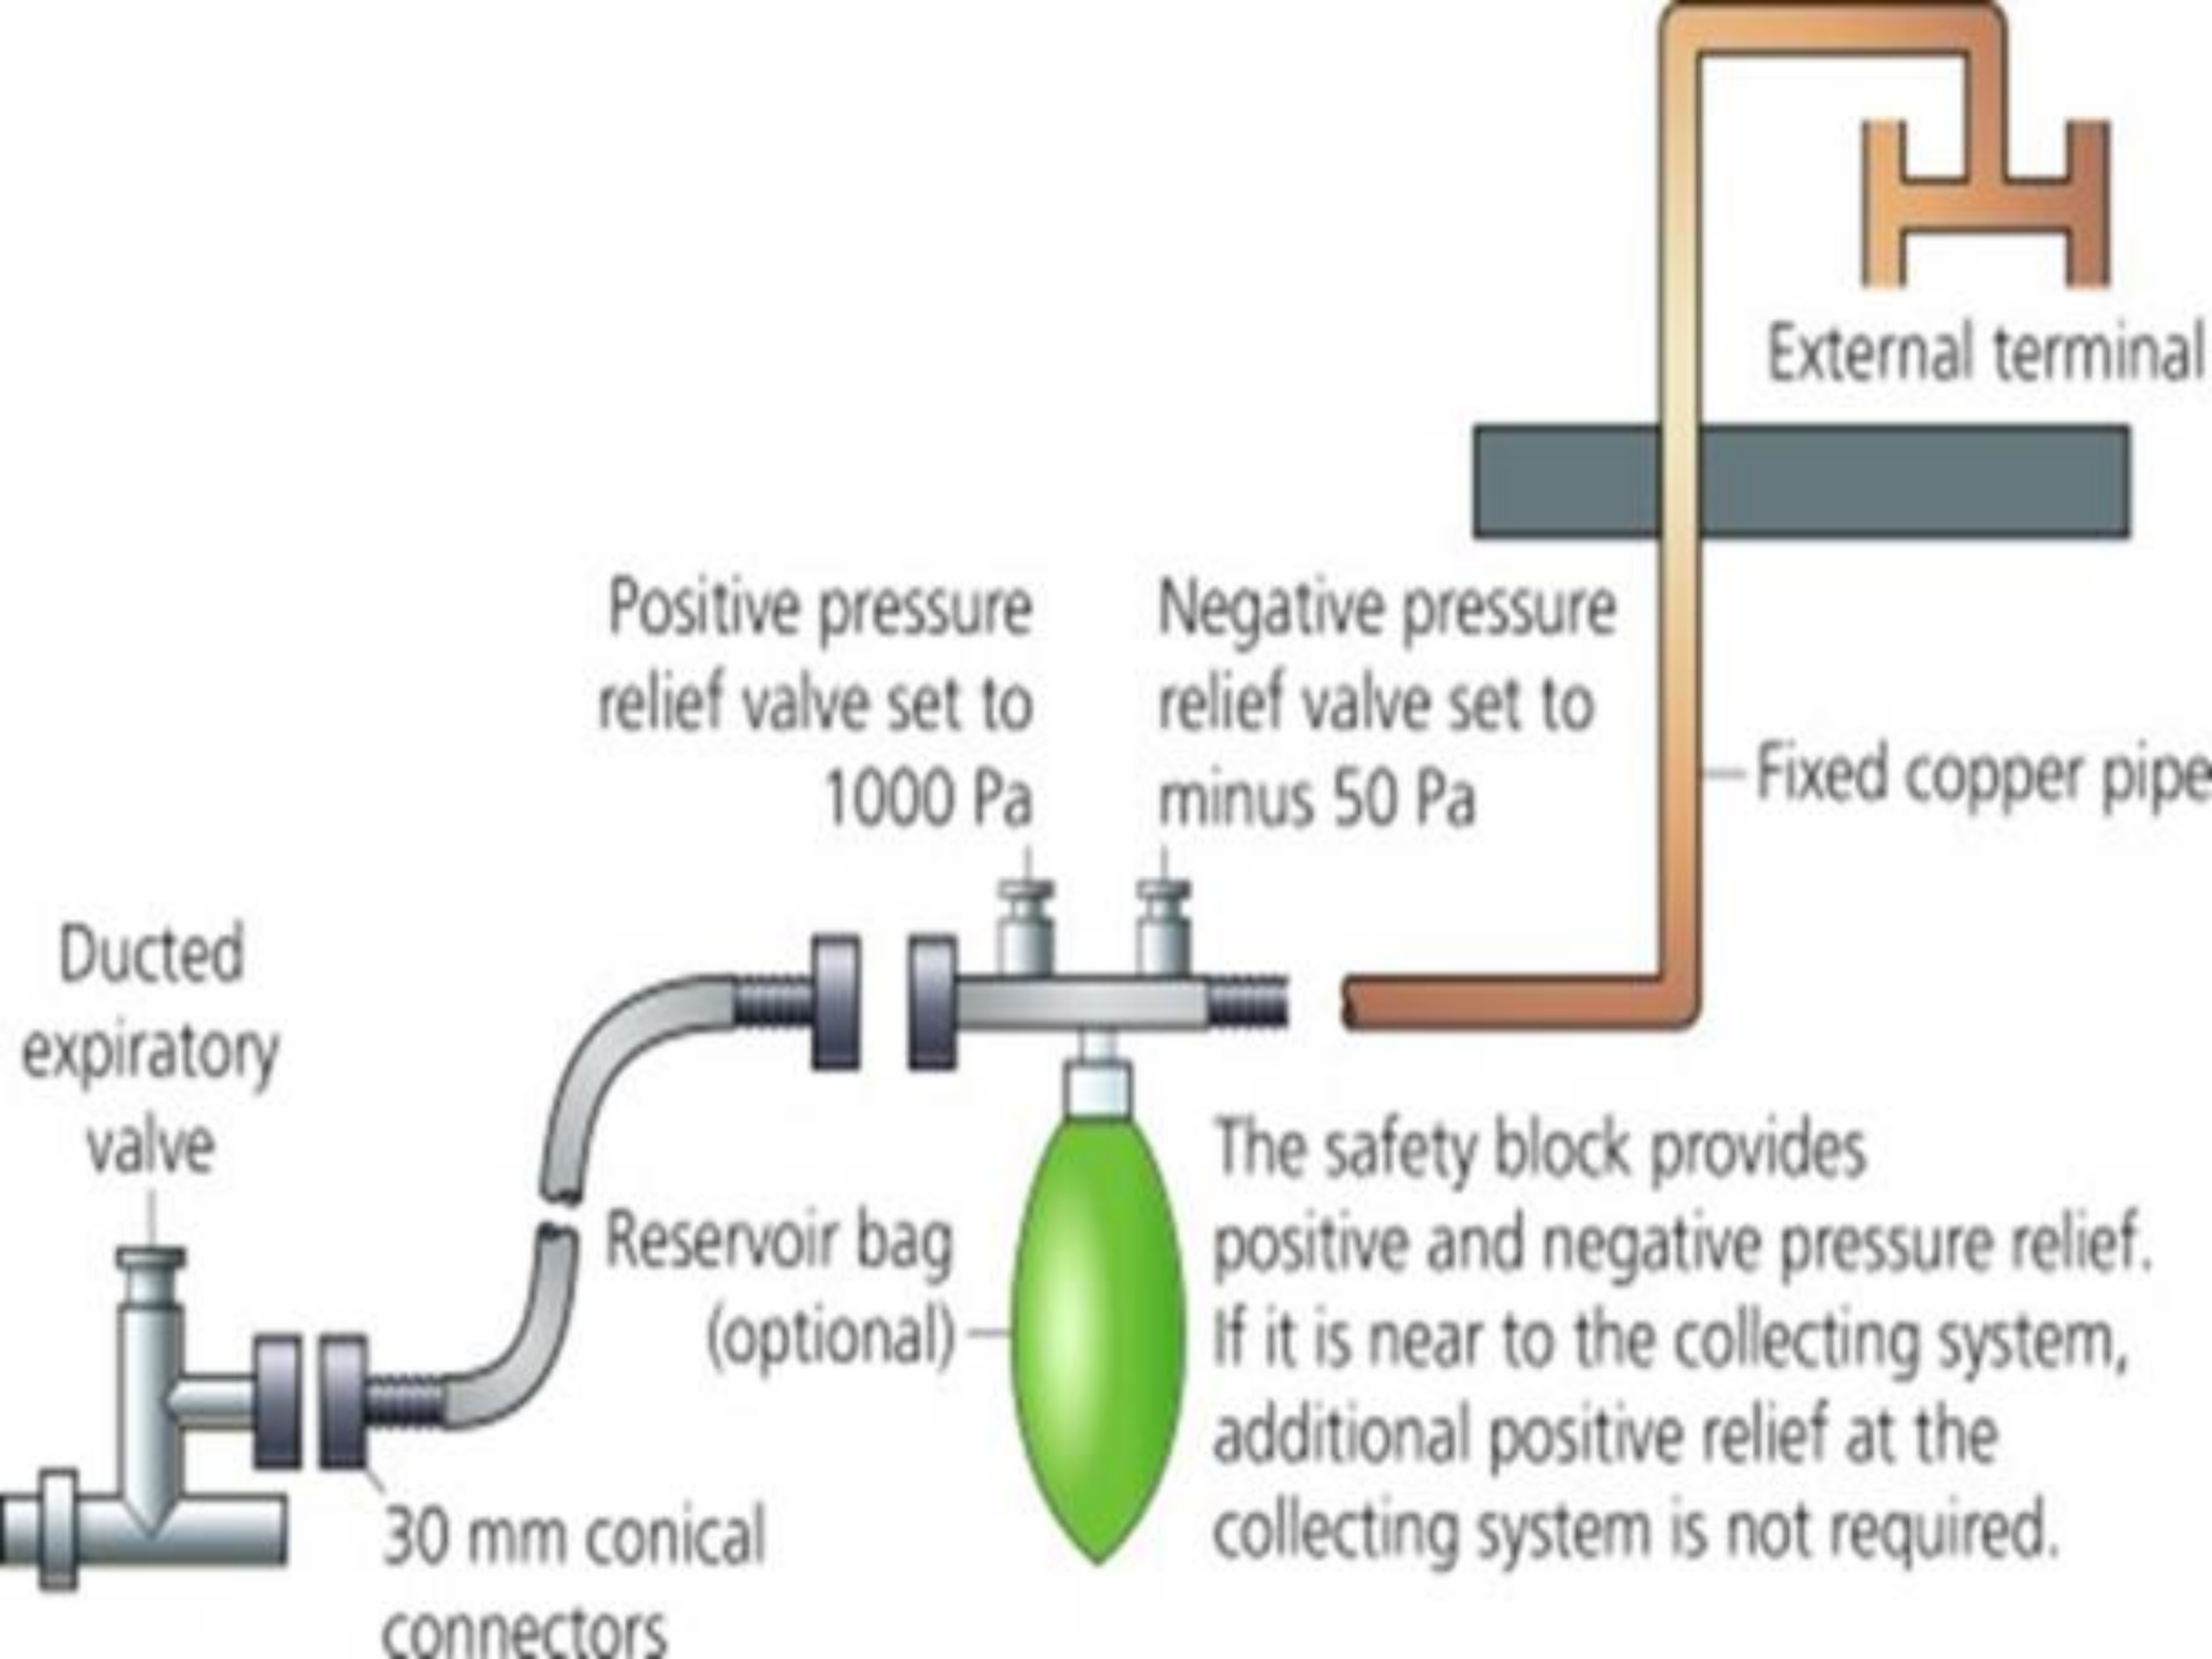 External terminal
Positive pressure
relief valve set to
1000 Pa
Negative pressure
relief valve set to
minus 50 Pa
Fixed copper pipe
Ducted
expiratory
valve
Reservoir bag
(optional)
The safety block provides
positive and negative pressure relief.
If it is near to the collecting system,
additional positive relief at the
collecting system is not required.
30 mm conical
connectors